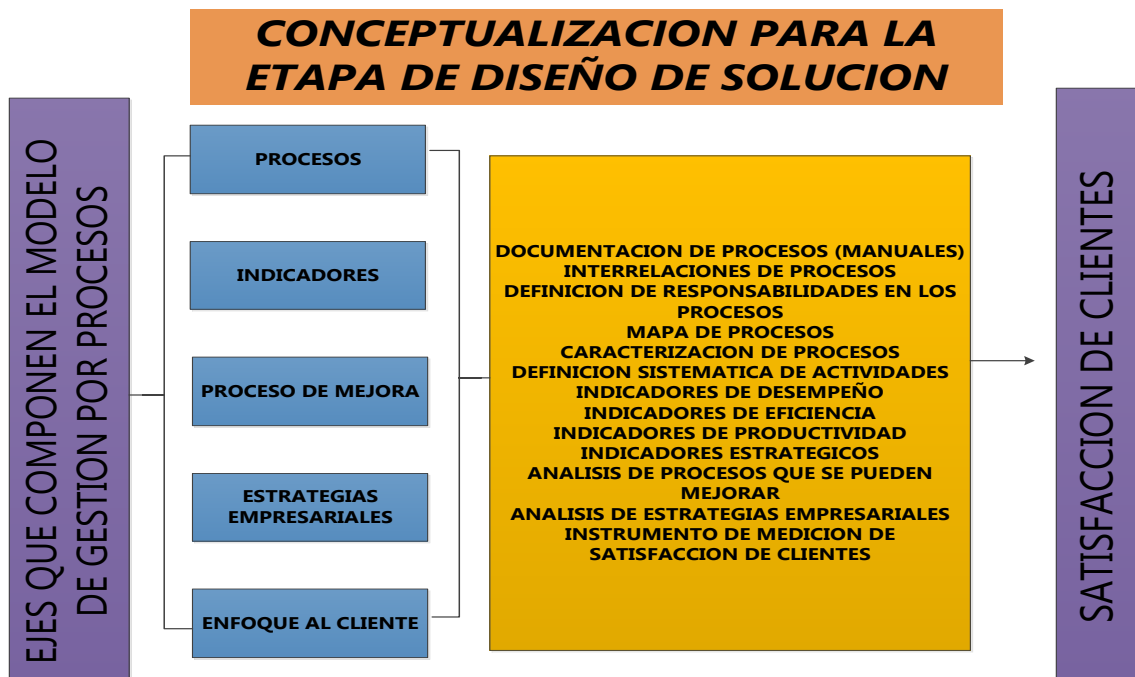 CONCEPTUALIZACION PARA LA
ETAPA DE DISEÑO DE SOLUCION
EJES QUE COMPONEN EL MODELO
DE GESTION POR PROCESOS
PROCESOS
INDICADORES
PROCESO DE MEJORA
ESTRATEGIAS
EMPRESARIALES
ENFOQUE AL CLIENTE
DOCUMENTACION DE PROCESOS (MANUALES)
INTERRELACIONES DE PROCESOS
DEFINICION DE RESPONSABILIDADES EN LOS
PROCESOS
MAPA DE PROCESOS
CARACTERIZACION DE PROCESOS
DEFINICION SISTEMATICA DE ACTIVIDADES
INDICADORES DE DESEMPEÑO
INDICADORES DE EFICIENCIA
INDICADORES DE PRODUCTIVIDAD
INDICADORES ESTRATEGICOS
ANALISIS DE PROCESOS QUE SE PUEDEN
MEJORAR
ANALISIS DE ESTRATEGIAS EMPRESARIALES
INSTRUMENTO DE MEDICION DE
SATISFACCION DE CLIENTES
SATISFACCION DE CLIENTES